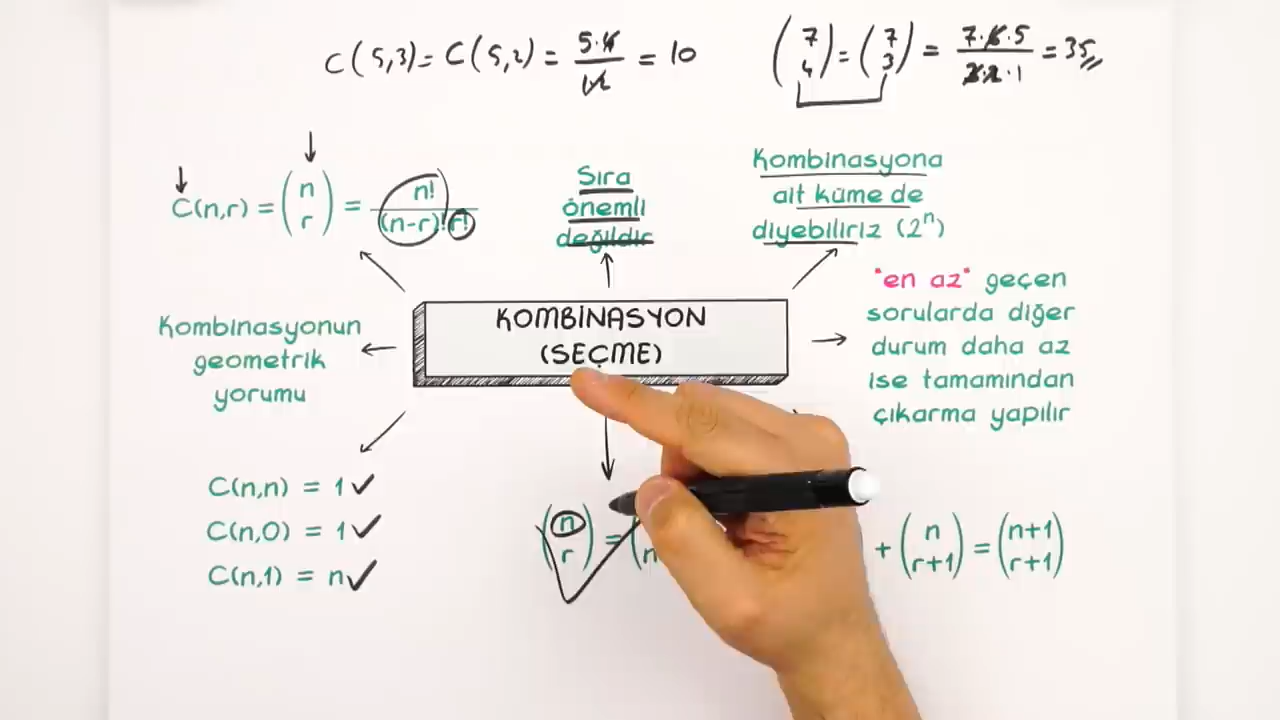 C(5,3) = C(5,2) = 5·4 / 1·2 = 10
(7 4) = (7 3) = 7·6·5 / 3·2·1 = 35
C(n,r) = (n r) = n! / (n-r)! r!
Sıra
önemli
değildir
Kombinasyona
alt küme de
diyebiliriz (2ⁿ)
"en az" geçen
sorularda diğer
durum daha az
ise tamamından
çıkarma yapılır
KOMBİNASYON
(SEÇME)
Kombinasyonun
geometrik
yorumu
C(n,n) = 1 ✓
C(n,0) = 1 ✓
C(n,1) = n ✓
(n r) = (
n
+ (n r+1) = (n+1 r+1)